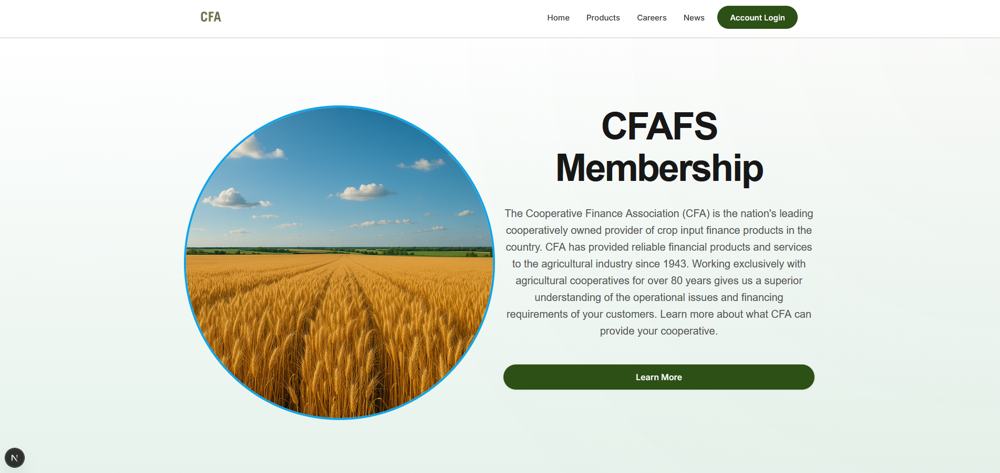 CFA
Home
Products
Careers
News
Account Login
CFAFS
Membership
The Cooperative Finance Association (CFA) is the nation's leading
cooperatively owned provider of crop input finance products in the
country. CFA has provided reliable financial products and services
to the agricultural industry since 1943. Working exclusively with
agricultural cooperatives for over 80 years gives us a superior
understanding of the operational issues and financing
requirements of your customers. Learn more about what CFA can
provide your cooperative.
Learn More
N